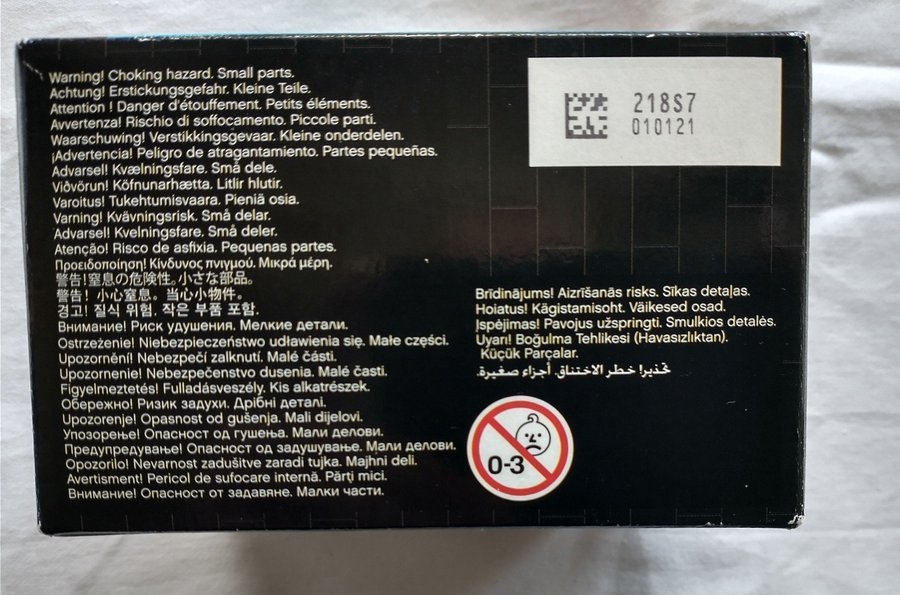 Warning! Choking hazard. Small parts.
Achtung! Erstickungsgefahr. Kleine Teile.
Attention ! Danger d'étouffement. Petits éléments.
Avvertenza! Rischio di soffocamento. Piccole parti.
Waarschuwing! Verstikkingsgevaar. Kleine onderdelen.
¡Advertencia! Peligro de atragantamiento. Partes pequeñas.
Advarsel! Kvælningsfare. Små dele.
Viðvörun! Köfnunarhætta. Litlir hlutir.
Varoitus! Tukehtumisvaara. Pieniä osia.
Varning! Kvävningsrisk. Små delar.
Advarsel! Kvelningsfare. Små deler.
Atenção! Risco de asfixia. Pequenas partes.
Προειδοποίηση! Κίνδυνος πνιγμού. Μικρά μέρη.
警告!窒息の危険性。小さな部品。
警告！小心窒息。当心小物件。
경고! 질식 위험. 작은 부품 포함.
Внимание! Риск удушения. Мелкие детали.
Ostrzeżenie! Niebezpieczeństwo udławienia się. Małe części.
Upozornění! Nebezpečí zalknutí. Malé části.
Upozornenie! Nebezpečenstvo dusenia. Malé časti.
Figyelmeztetés! Fulladásveszély. Kis alkatrészek.
Обережно! Ризик задухи. Дрібні деталі.
Upozorenje! Opasnost od gušenja. Mali dijelovi.
Упозорење! Опасност од гушења. Мали делови.
Предупредување! Опасност од задушување. Мали делови.
Opozorilo! Nevarnost zadušitve zaradi tujka. Majhni deli.
Avertisment! Pericol de sufocare internă. Părţi mici.
Внимание! Опасност от задавяне. Малки части.
218S7
010121
Brīdinājums! Aizrīšanās risks. Sīkas detaļas.
Hoiatus! Kägistamisoht. Väikesed osad.
Įspėjimas! Pavojus užspringti. Smulkios detalės.
Uyarı! Boğulma Tehlikesi (Havasızlıktan).
Küçük Parçalar.
تحذير! خطر الاختناق. أجزاء صغيرة.
0-3